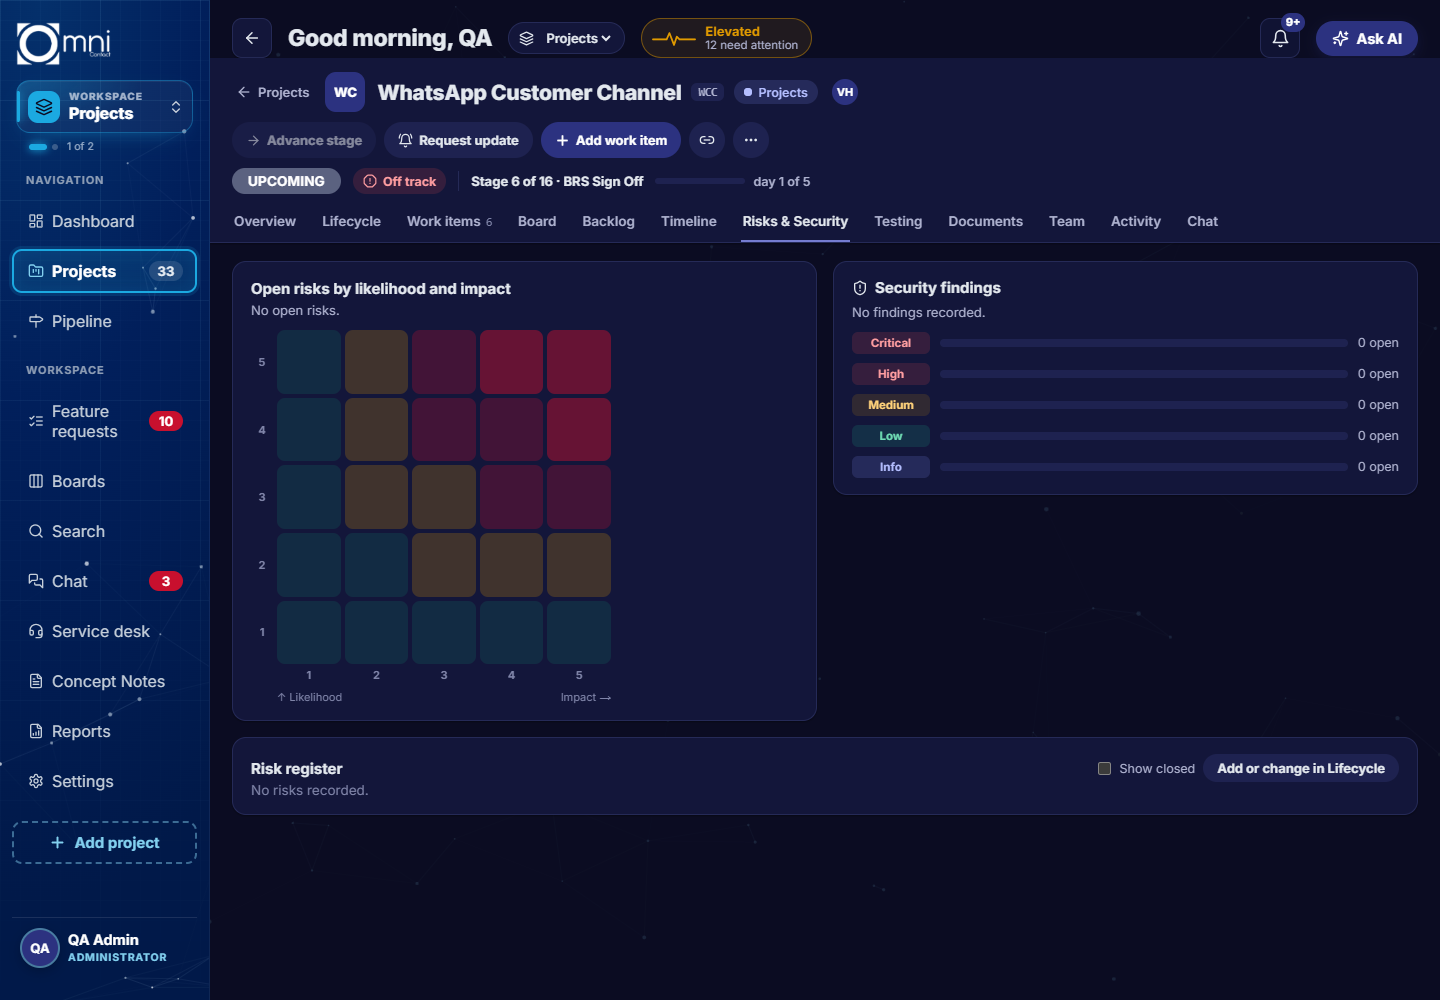 Omni
Contact
WORKSPACE
Projects
1 of 2
NAVIGATION
Dashboard
Projects 33
Pipeline
WORKSPACE
Feature requests 10
Boards
Search
Chat 3
Service desk
Concept Notes
Reports
Settings
+ Add project
QA
QA Admin
ADMINISTRATOR
Good morning, QA
Projects
Elevated
12 need attention
9+
Ask AI
← Projects
WC
WhatsApp Customer Channel
WCC
Projects
VH
→ Advance stage
Request update
+ Add work item
UPCOMING
Off track
Stage 6 of 16 · BRS Sign Off
day 1 of 5
Overview
Lifecycle
Work items 6
Board
Backlog
Timeline
Risks & Security
Testing
Documents
Team
Activity
Chat
Open risks by likelihood and impact
No open risks.
5
4
3
2
1
1 2 3 4 5
↑ Likelihood
Impact →
Security findings
No findings recorded.
Critical 0 open
High 0 open
Medium 0 open
Low 0 open
Info 0 open
Risk register
No risks recorded.
Show closed
Add or change in Lifecycle